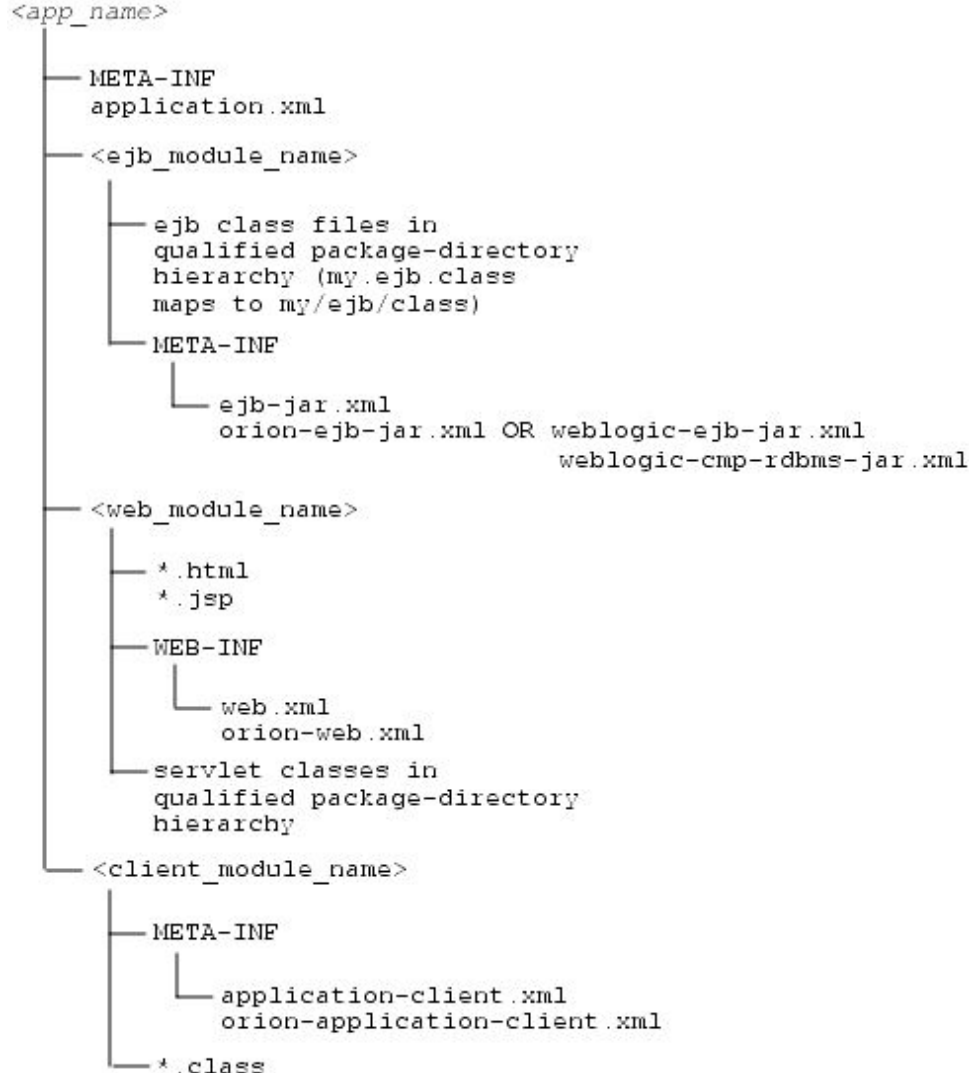 <app_name>
META-INF
application.xml
<ejb_module_name>
ejb class files in
qualified package-directory
hierarchy (my.ejb.class
maps to my/ejb/class)
META-INF
ejb-jar.xml
orion-ejb-jar.xml OR weblogic-ejb-jar.xml
weblogic-cmp-rdbms-jar.xml
<web_module_name>
*.html
*.jsp
WEB-INF
web.xml
orion-web.xml
servlet classes in
qualified package-directory
hierarchy
<client_module_name>
META-INF
application-client.xml
orion-application-client.xml
*.class